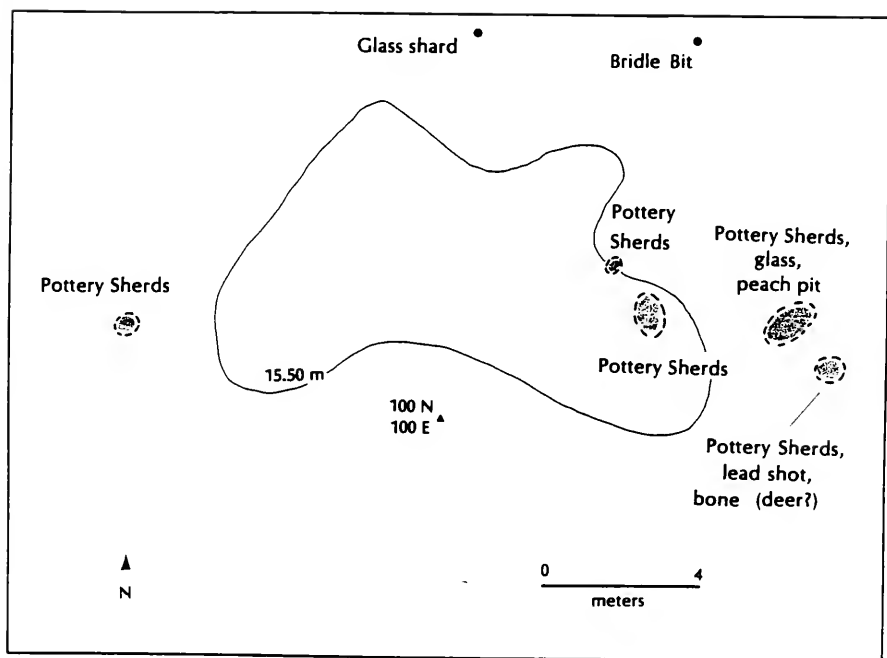 Glass shard
Bridle Bit
Pottery
Sherds
Pottery Sherds,
glass,
peach pit
Pottery Sherds
Pottery Sherds
15.50 m
100 N
100 E
Pottery Sherds,
lead shot,
bone (deer?)
N
0 4
meters